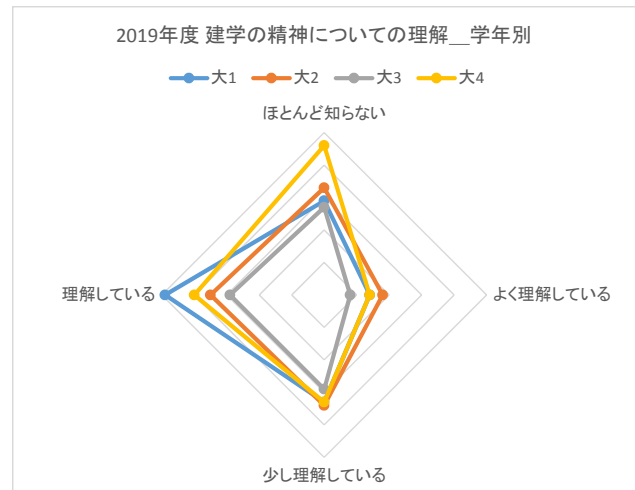 2019年度 建学の精神についての理解__学年別
大1 大2 大3 大4
ほとんど知らない
理解している
よく理解している
少し理解している